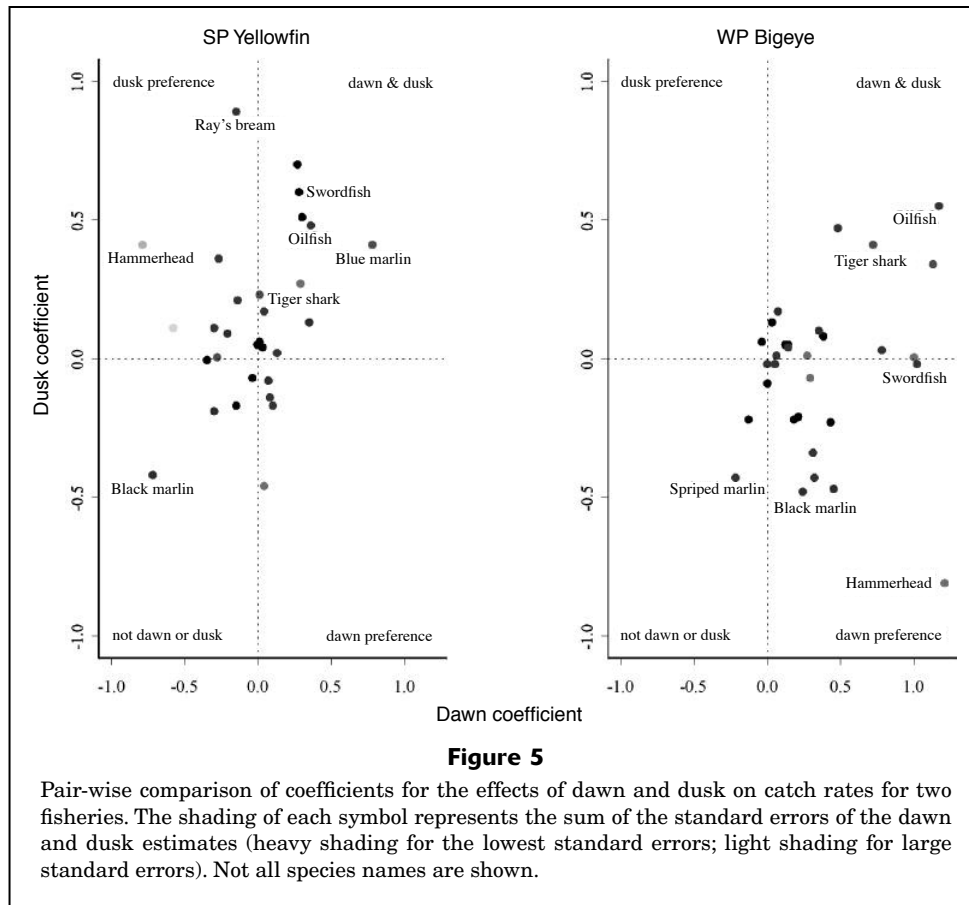 SP Yellowfin
WP Bigeye
1.0
0.5
0.0
-0.5
-1.0
dusk preference
dawn & dusk
Ray's bream
Swordfish
Oilfish
Hammerhead
Blue marlin
Tiger shark
Black marlin
not dawn or dusk
dawn preference
-1.0 -0.5 0.0 0.5 1.0
Dusk coefficient
1.0
0.5
0.0
-0.5
-1.0
dusk preference
dawn & dusk
Oilfish
Tiger shark
Swordfish
Spriped marlin
Black marlin
Hammerhead
not dawn or dusk
dawn preference
-1.0 -0.5 0.0 0.5 1.0
Dawn coefficient
Figure 5
Pair-wise comparison of coefficients for the effects of dawn and dusk on catch rates for two
fisheries. The shading of each symbol represents the sum of the standard errors of the dawn
and dusk estimates (heavy shading for the lowest standard errors; light shading for large
standard errors). Not all species names are shown.